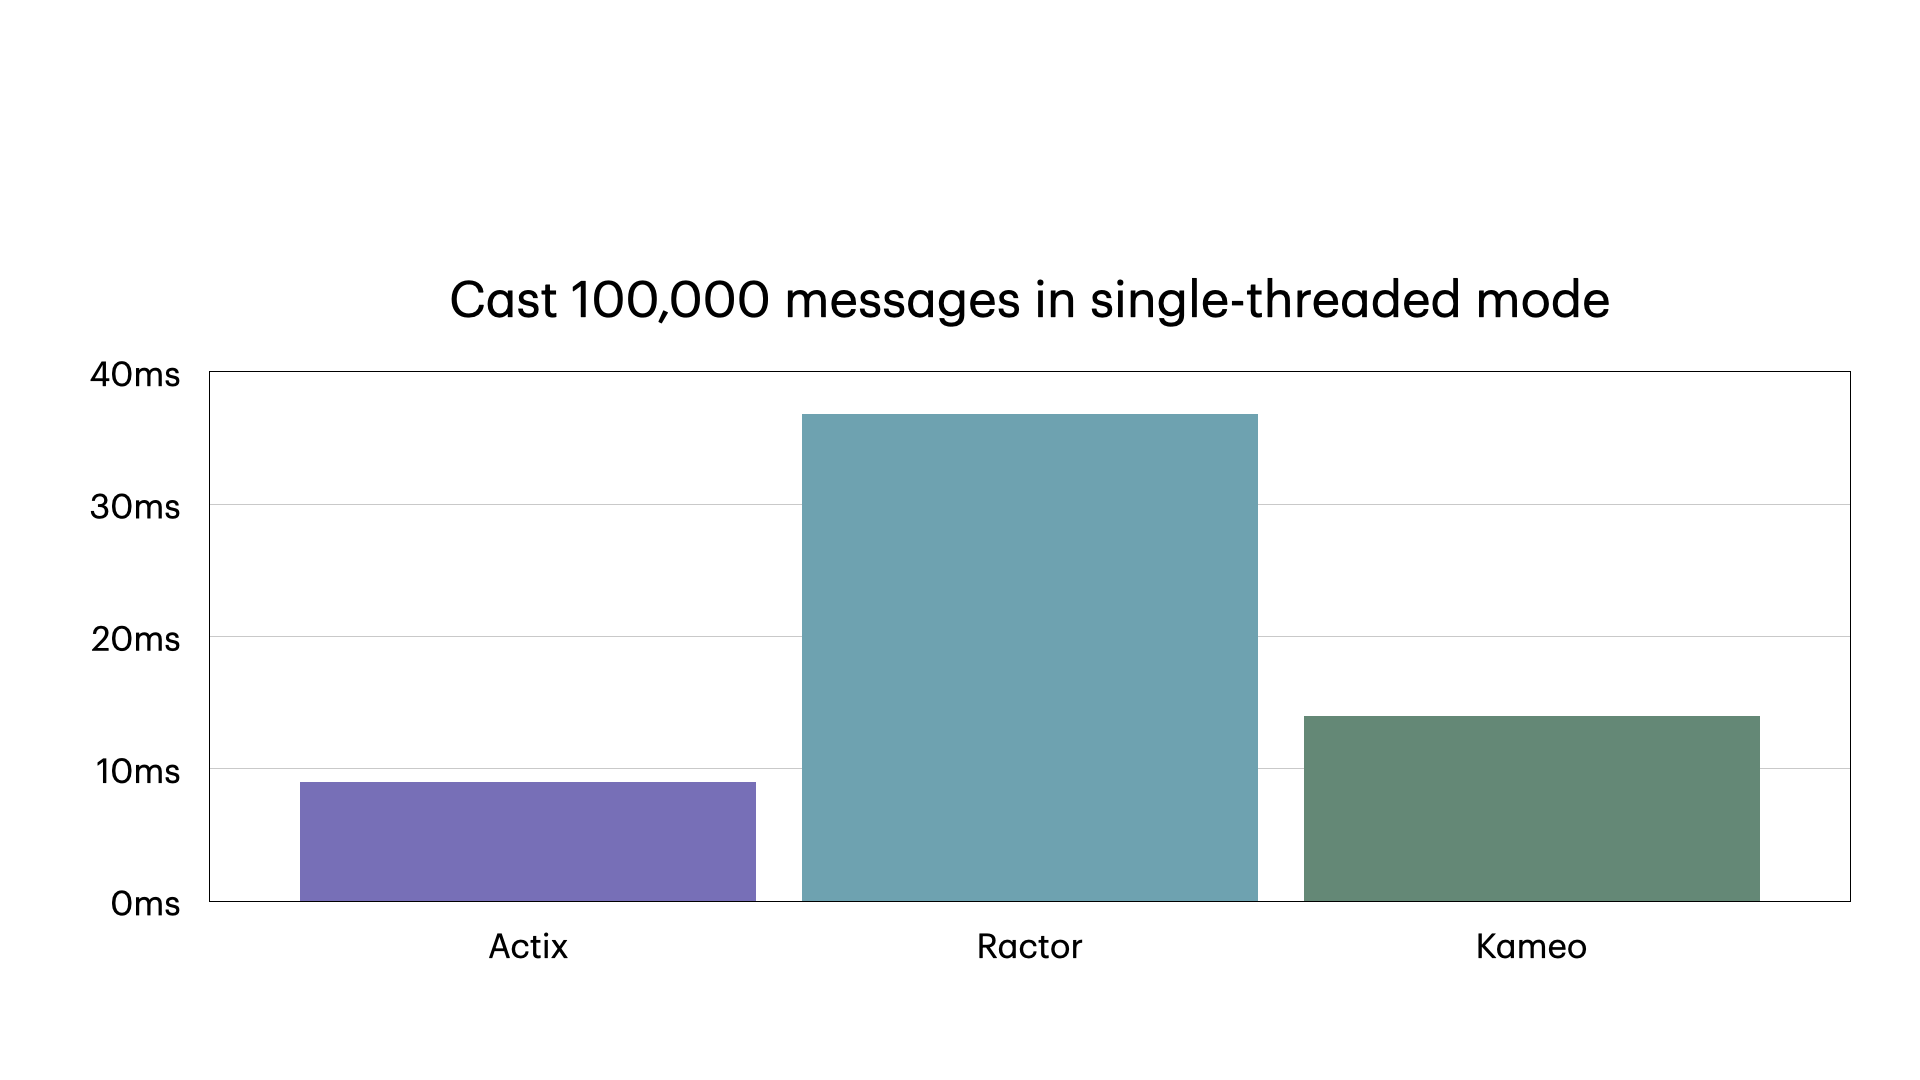 Cast 100,000 messages in single-threaded mode
40ms
30ms
20ms
10ms
0ms
Actix
Ractor
Kameo